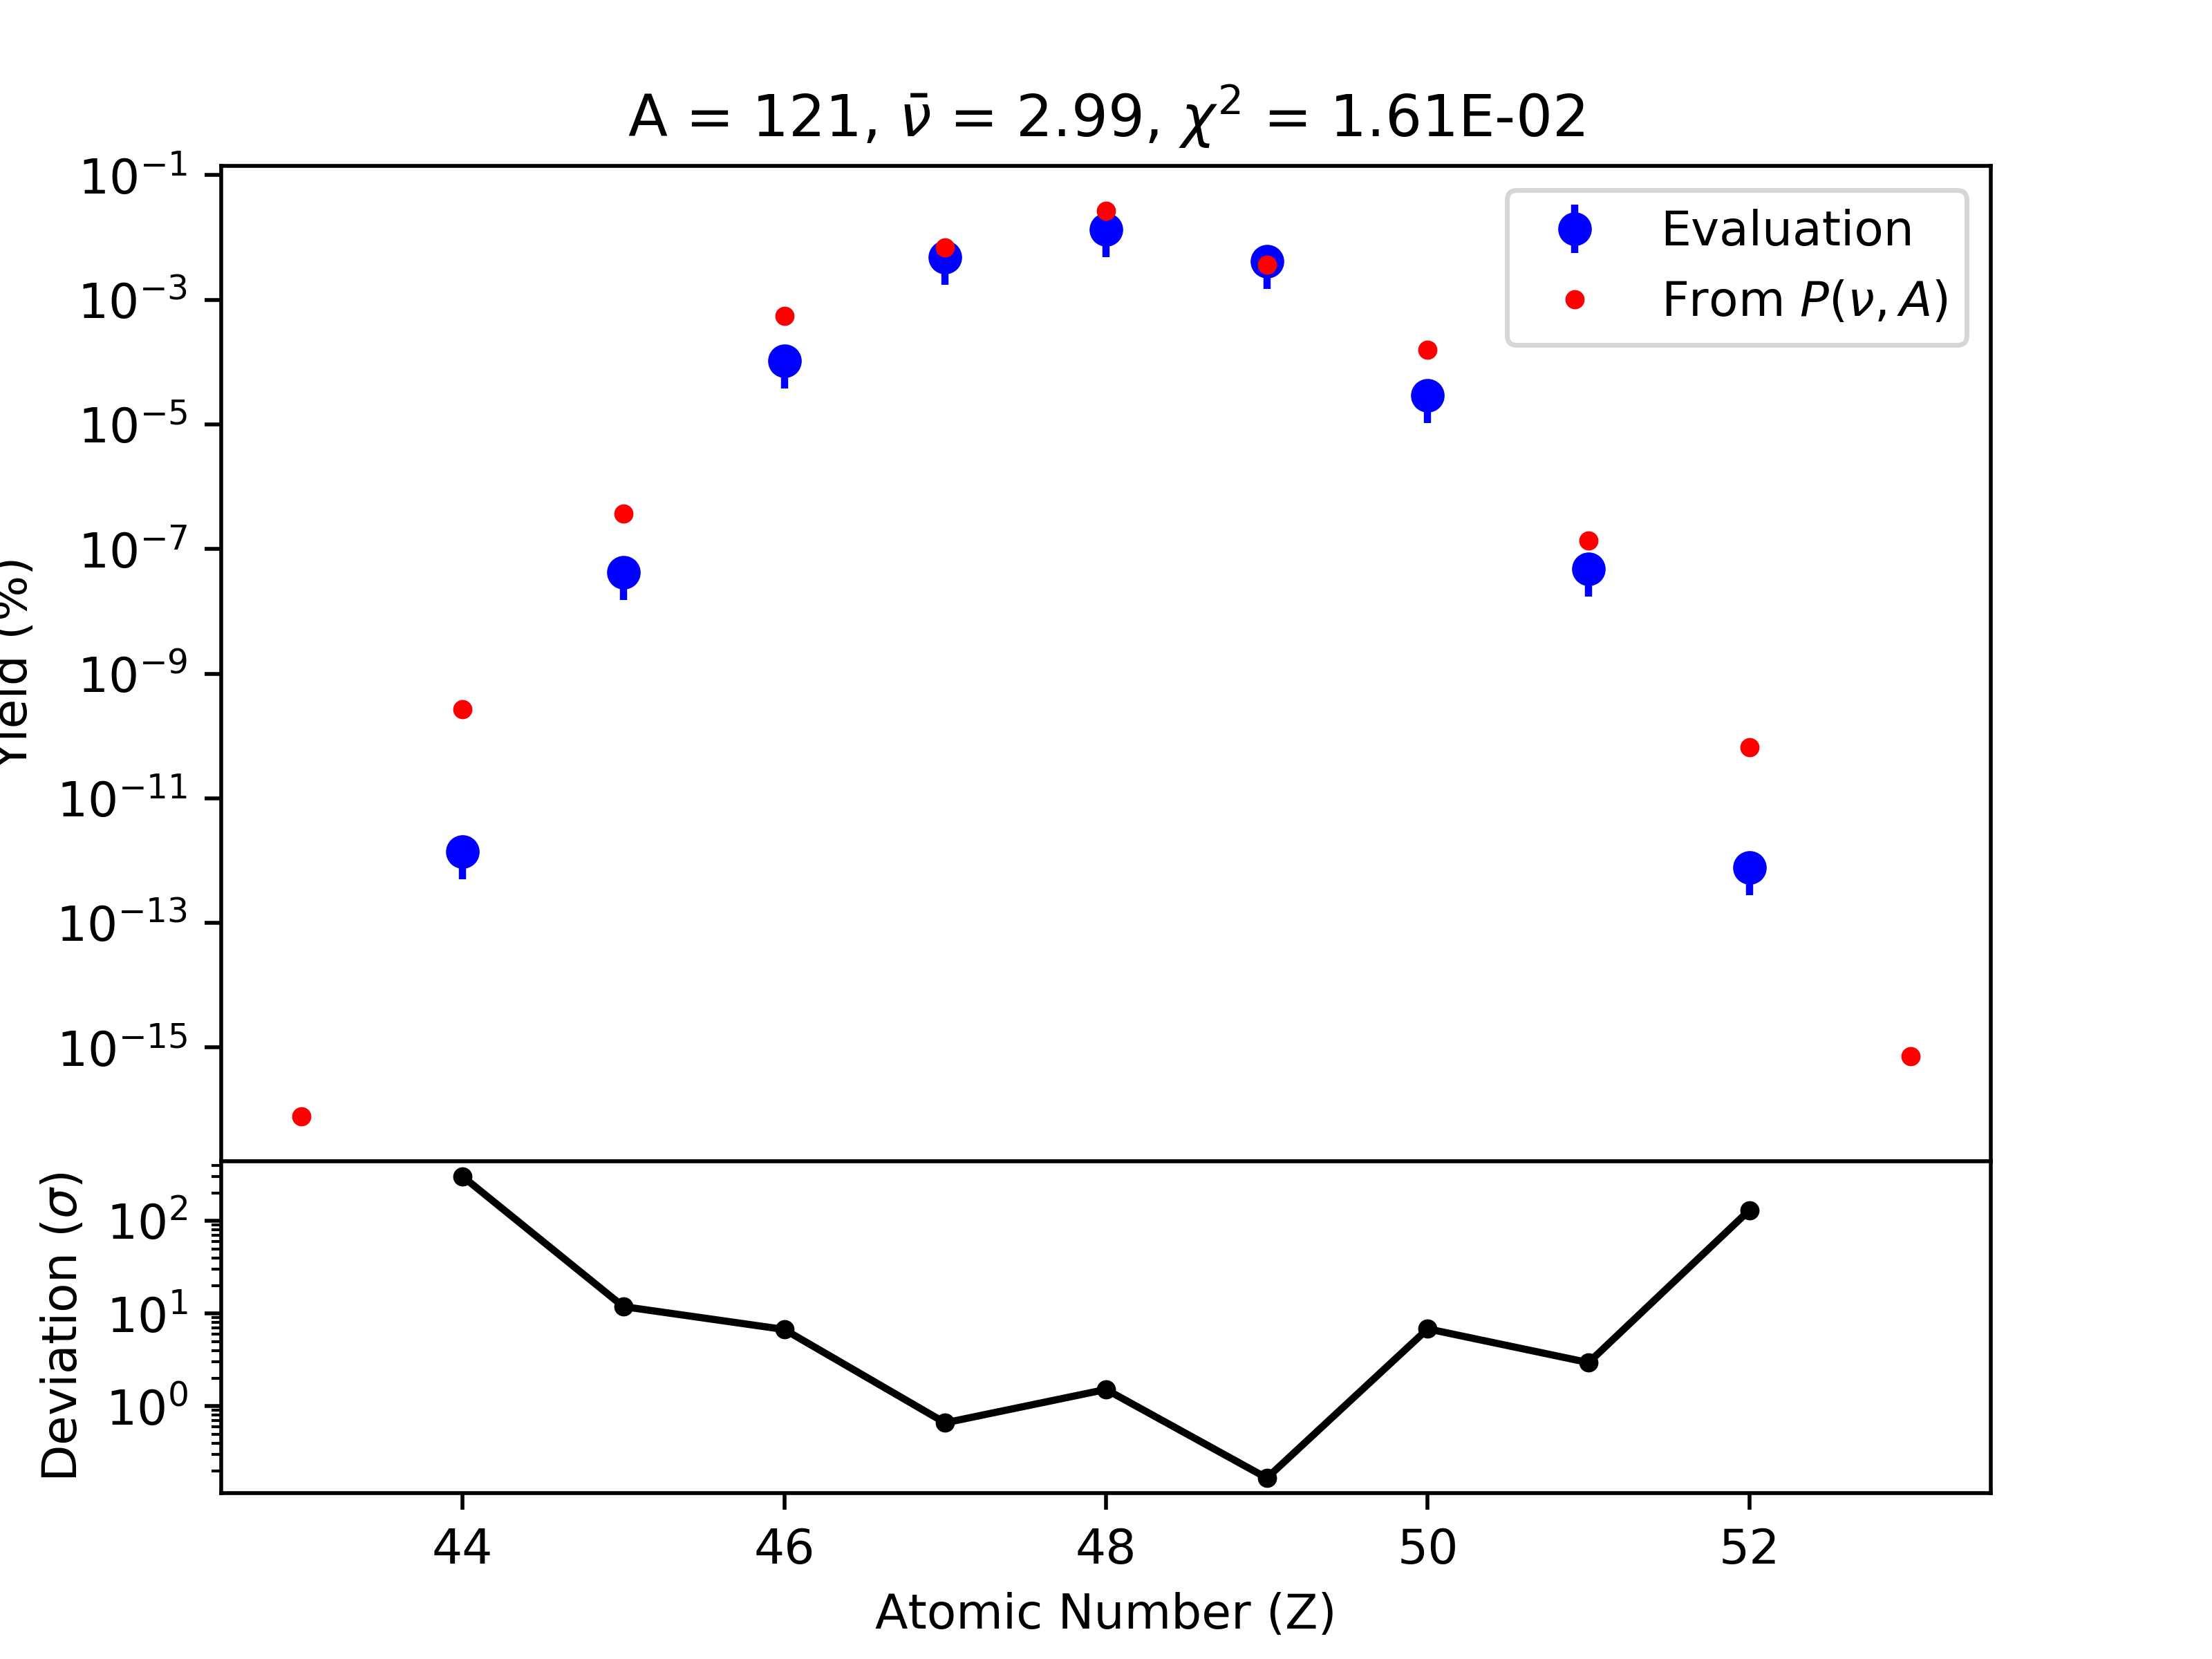 A = 121, ν̄ = 2.99, χ² = 1.61E-02
Yield (%)
10⁻¹
10⁻³
10⁻⁵
10⁻⁷
10⁻⁹
10⁻¹¹
10⁻¹³
10⁻¹⁵
Evaluation
From P(ν, A)
Deviation (σ)
10²
10¹
10⁰
44 46 48 50 52
Atomic Number (Z)